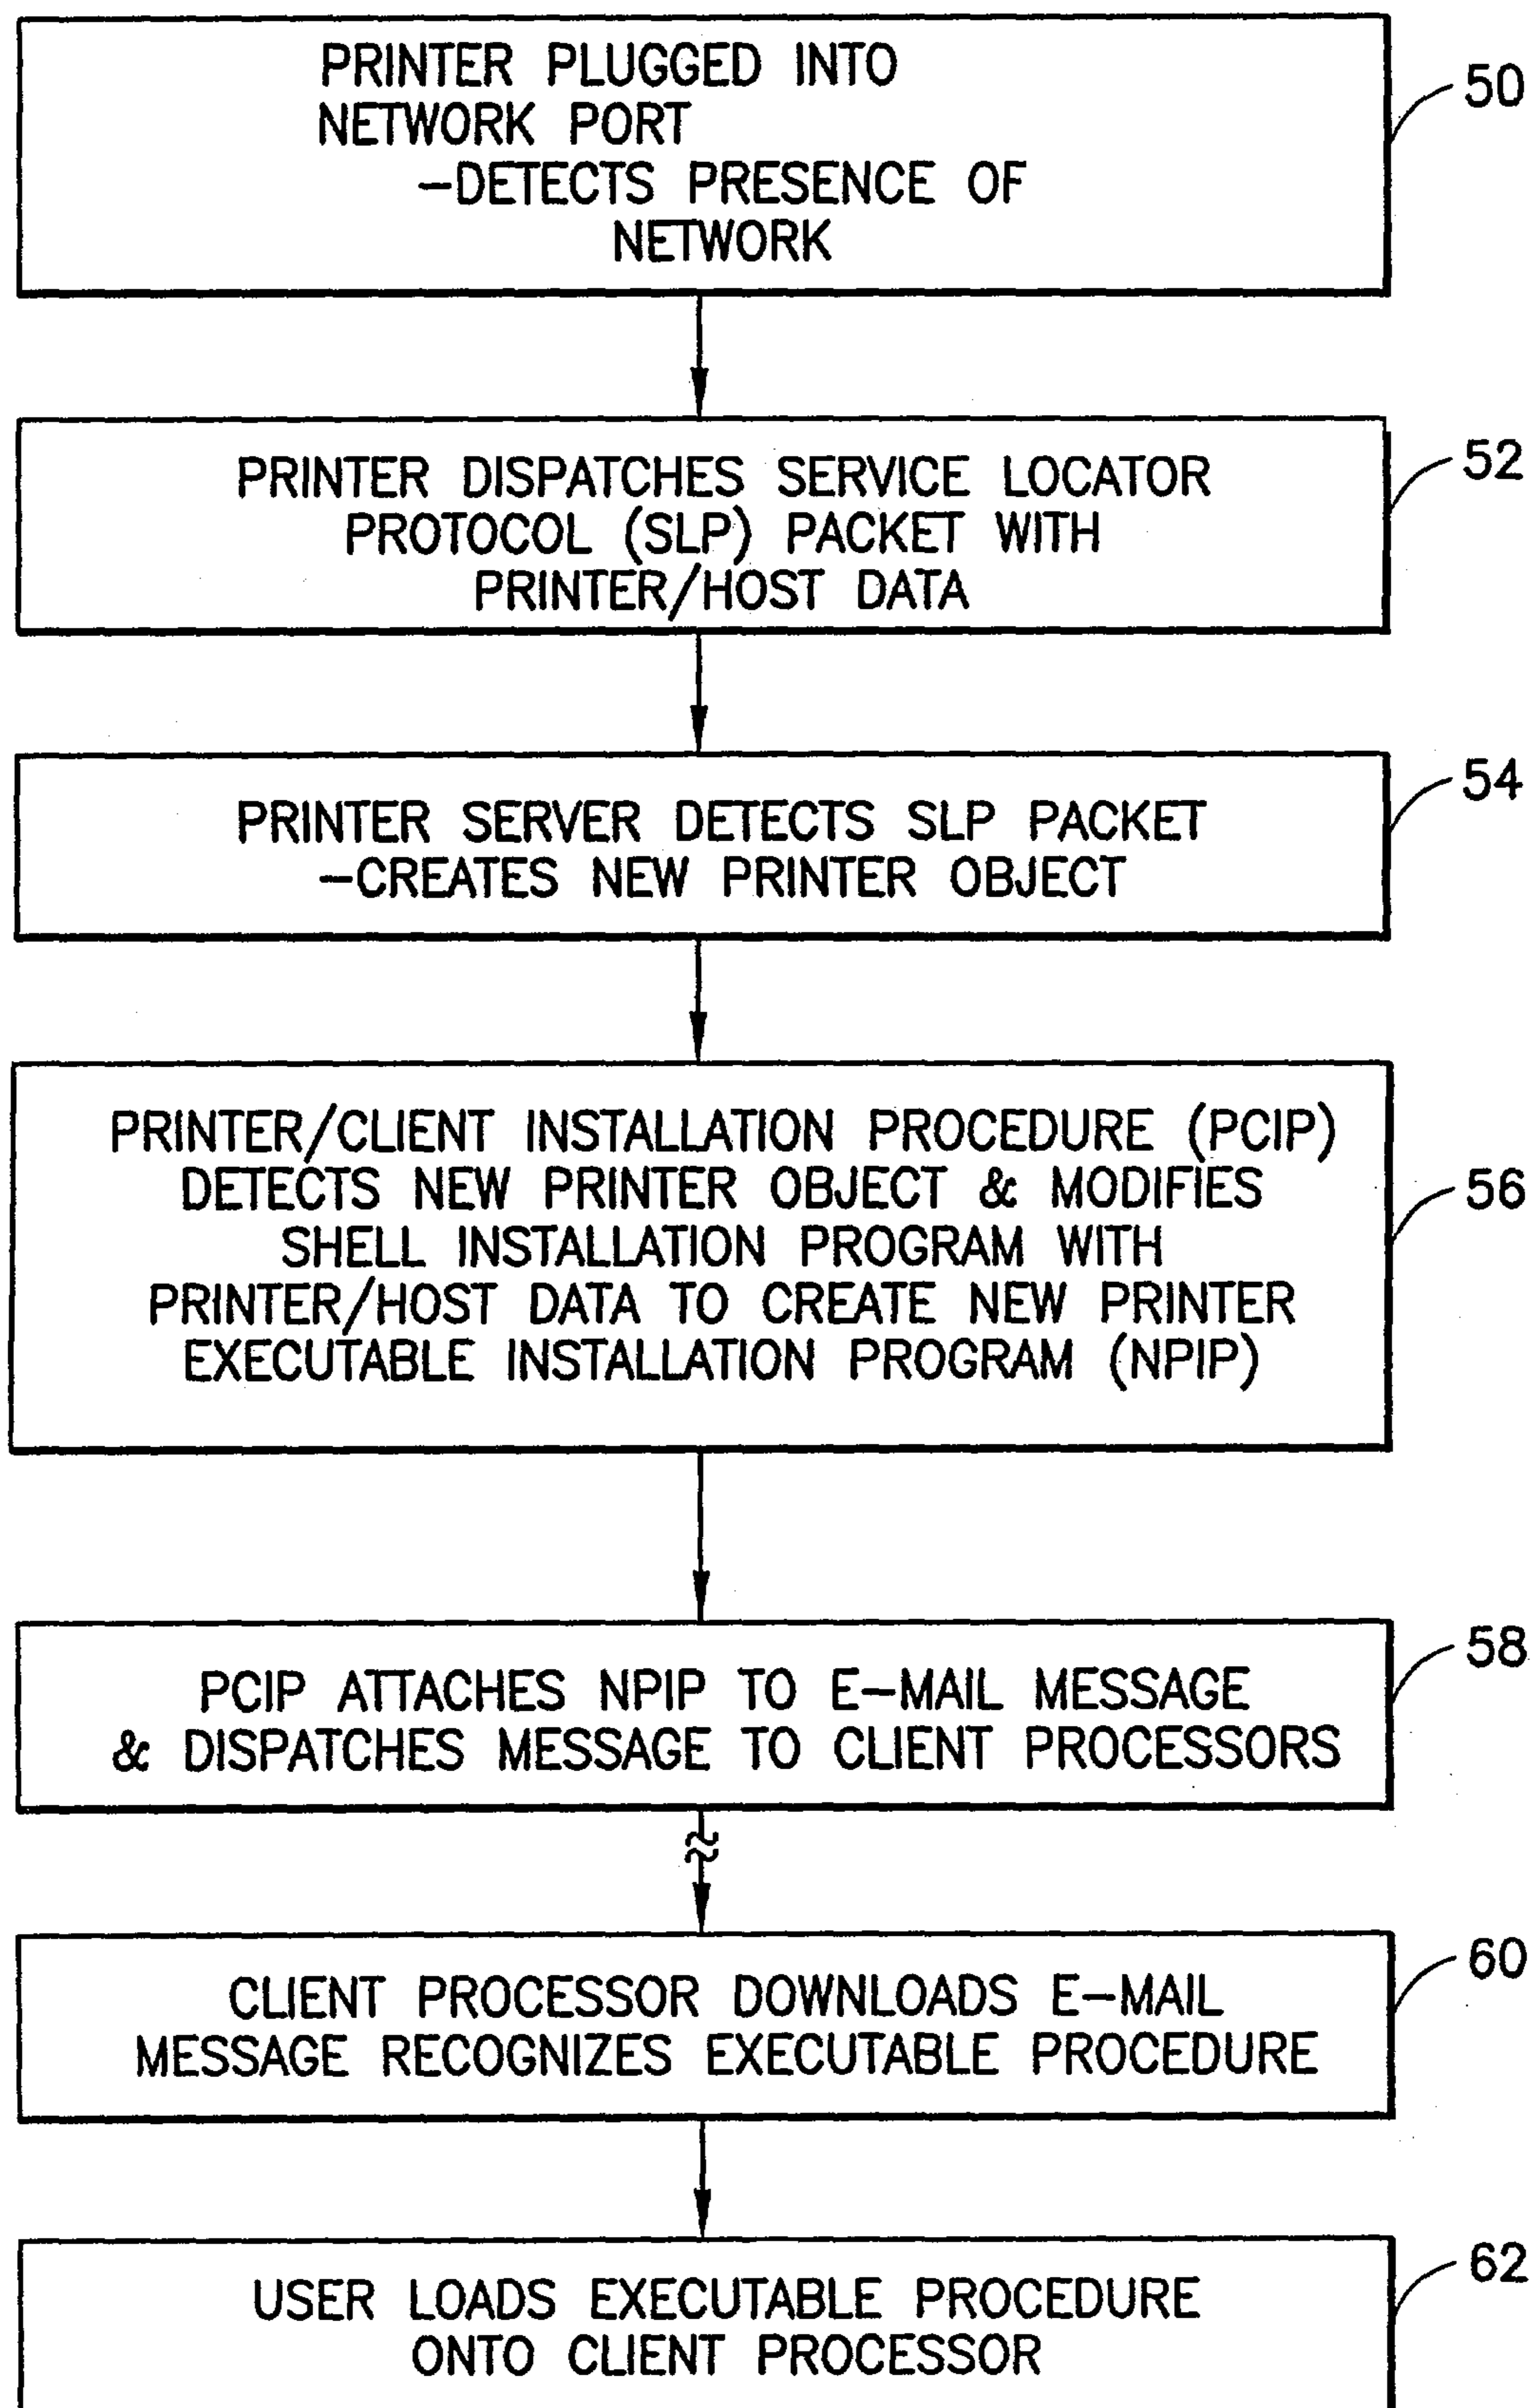 PRINTER PLUGGED INTO
NETWORK PORT
-DETECTS PRESENCE OF
NETWORK
50
PRINTER DISPATCHES SERVICE LOCATOR
PROTOCOL (SLP) PACKET WITH
PRINTER/HOST DATA
52
PRINTER SERVER DETECTS SLP PACKET
-CREATES NEW PRINTER OBJECT
54
PRINTER/CLIENT INSTALLATION PROCEDURE (PCIP)
DETECTS NEW PRINTER OBJECT & MODIFIES
SHELL INSTALLATION PROGRAM WITH
PRINTER/HOST DATA TO CREATE NEW PRINTER
EXECUTABLE INSTALLATION PROGRAM (NPIP)
56
PCIP ATTACHES NPIP TO E-MAIL MESSAGE
& DISPATCHES MESSAGE TO CLIENT PROCESSORS
58
CLIENT PROCESSOR DOWNLOADS E-MAIL
MESSAGE RECOGNIZES EXECUTABLE PROCEDURE
60
USER LOADS EXECUTABLE PROCEDURE
ONTO CLIENT PROCESSOR
62